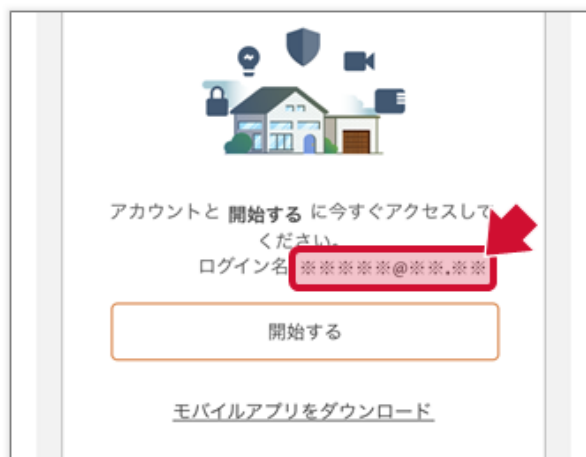 アカウントと 開始する に今すぐアクセスして
ください。
ログイン名 ※※※※※@※※.※※
開始する
モバイルアプリをダウンロード